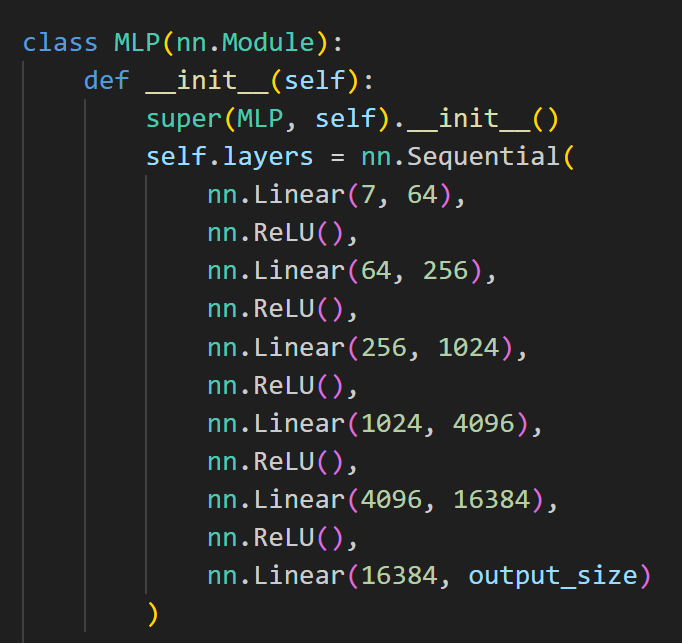 class MLP(nn.Module):
    def __init__(self):
        super(MLP, self).__init__()
        self.layers = nn.Sequential(
            nn.Linear(7, 64),
            nn.ReLU(),
            nn.Linear(64, 256),
            nn.ReLU(),
            nn.Linear(256, 1024),
            nn.ReLU(),
            nn.Linear(1024, 4096),
            nn.ReLU(),
            nn.Linear(4096, 16384),
            nn.ReLU(),
            nn.Linear(16384, output_size)
        )